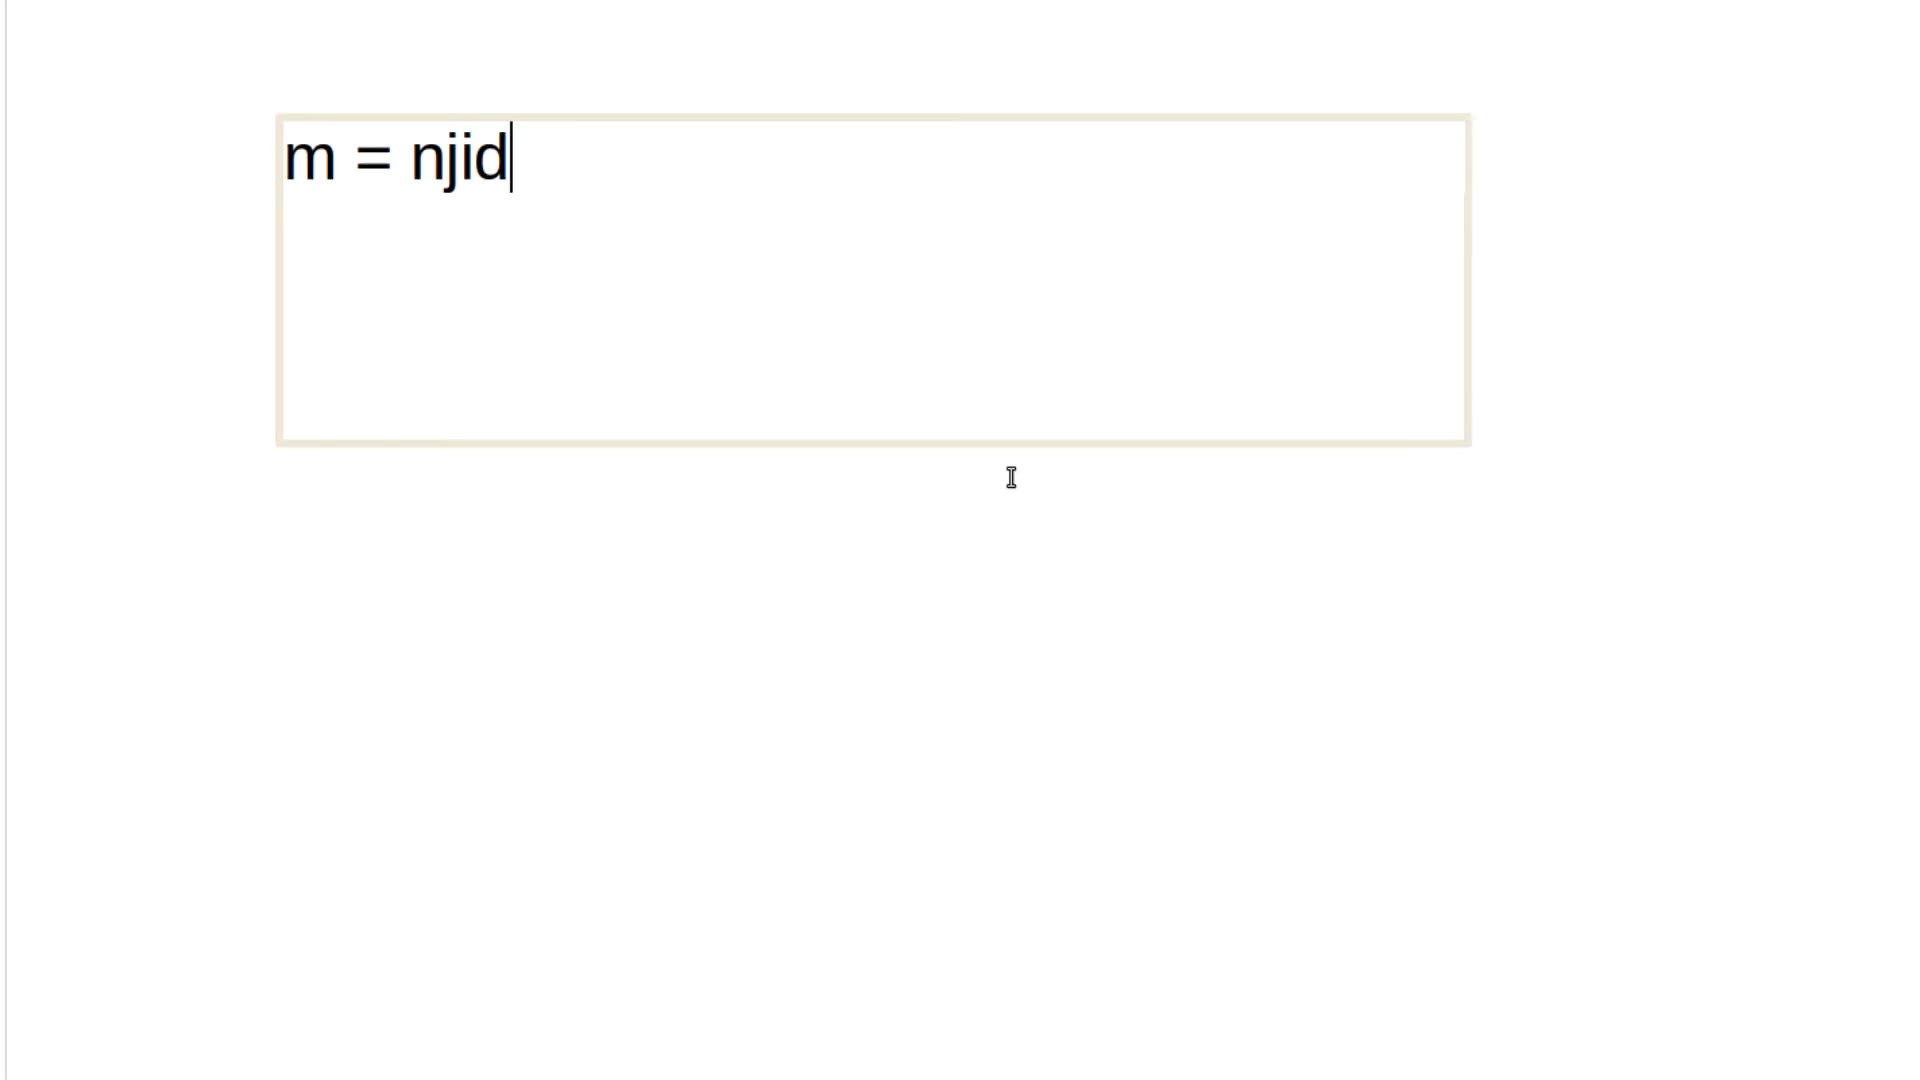 m = njid